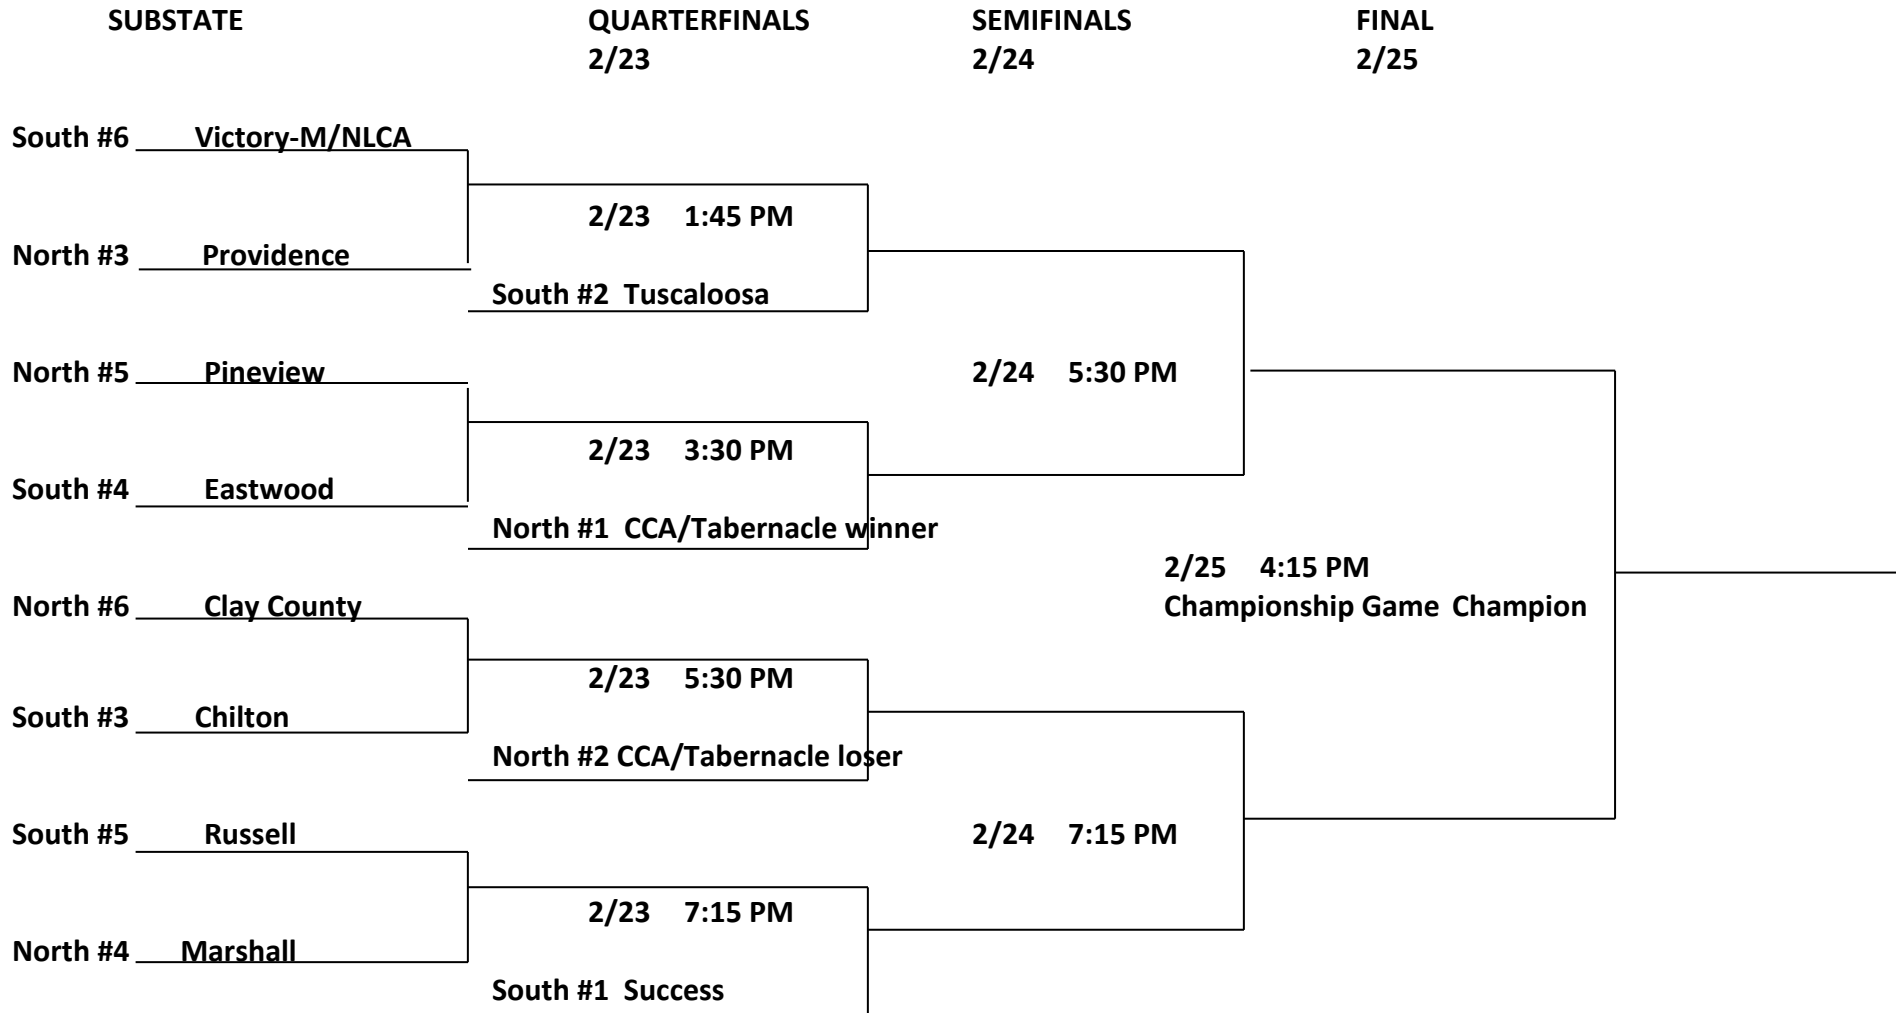 SUBSTATE QUARTERFINALS SEMIFINALS FINAL
2/23 2/24 2/25
South #6 Victory-M/NLCA
2/23 1:45 PM
North #3 Providence
South #2 Tuscaloosa
North #5 Pineview 2/24 5:30 PM
2/23 3:30 PM
South #4 Eastwood
North #1 CCA/Tabernacle winner
2/25 4:15 PM
North #6 Clay County Championship Game Champion
2/23 5:30 PM
South #3 Chilton
North #2 CCA/Tabernacle loser
South #5 Russell 2/24 7:15 PM
2/23 7:15 PM
North #4 Marshall
South #1 Success